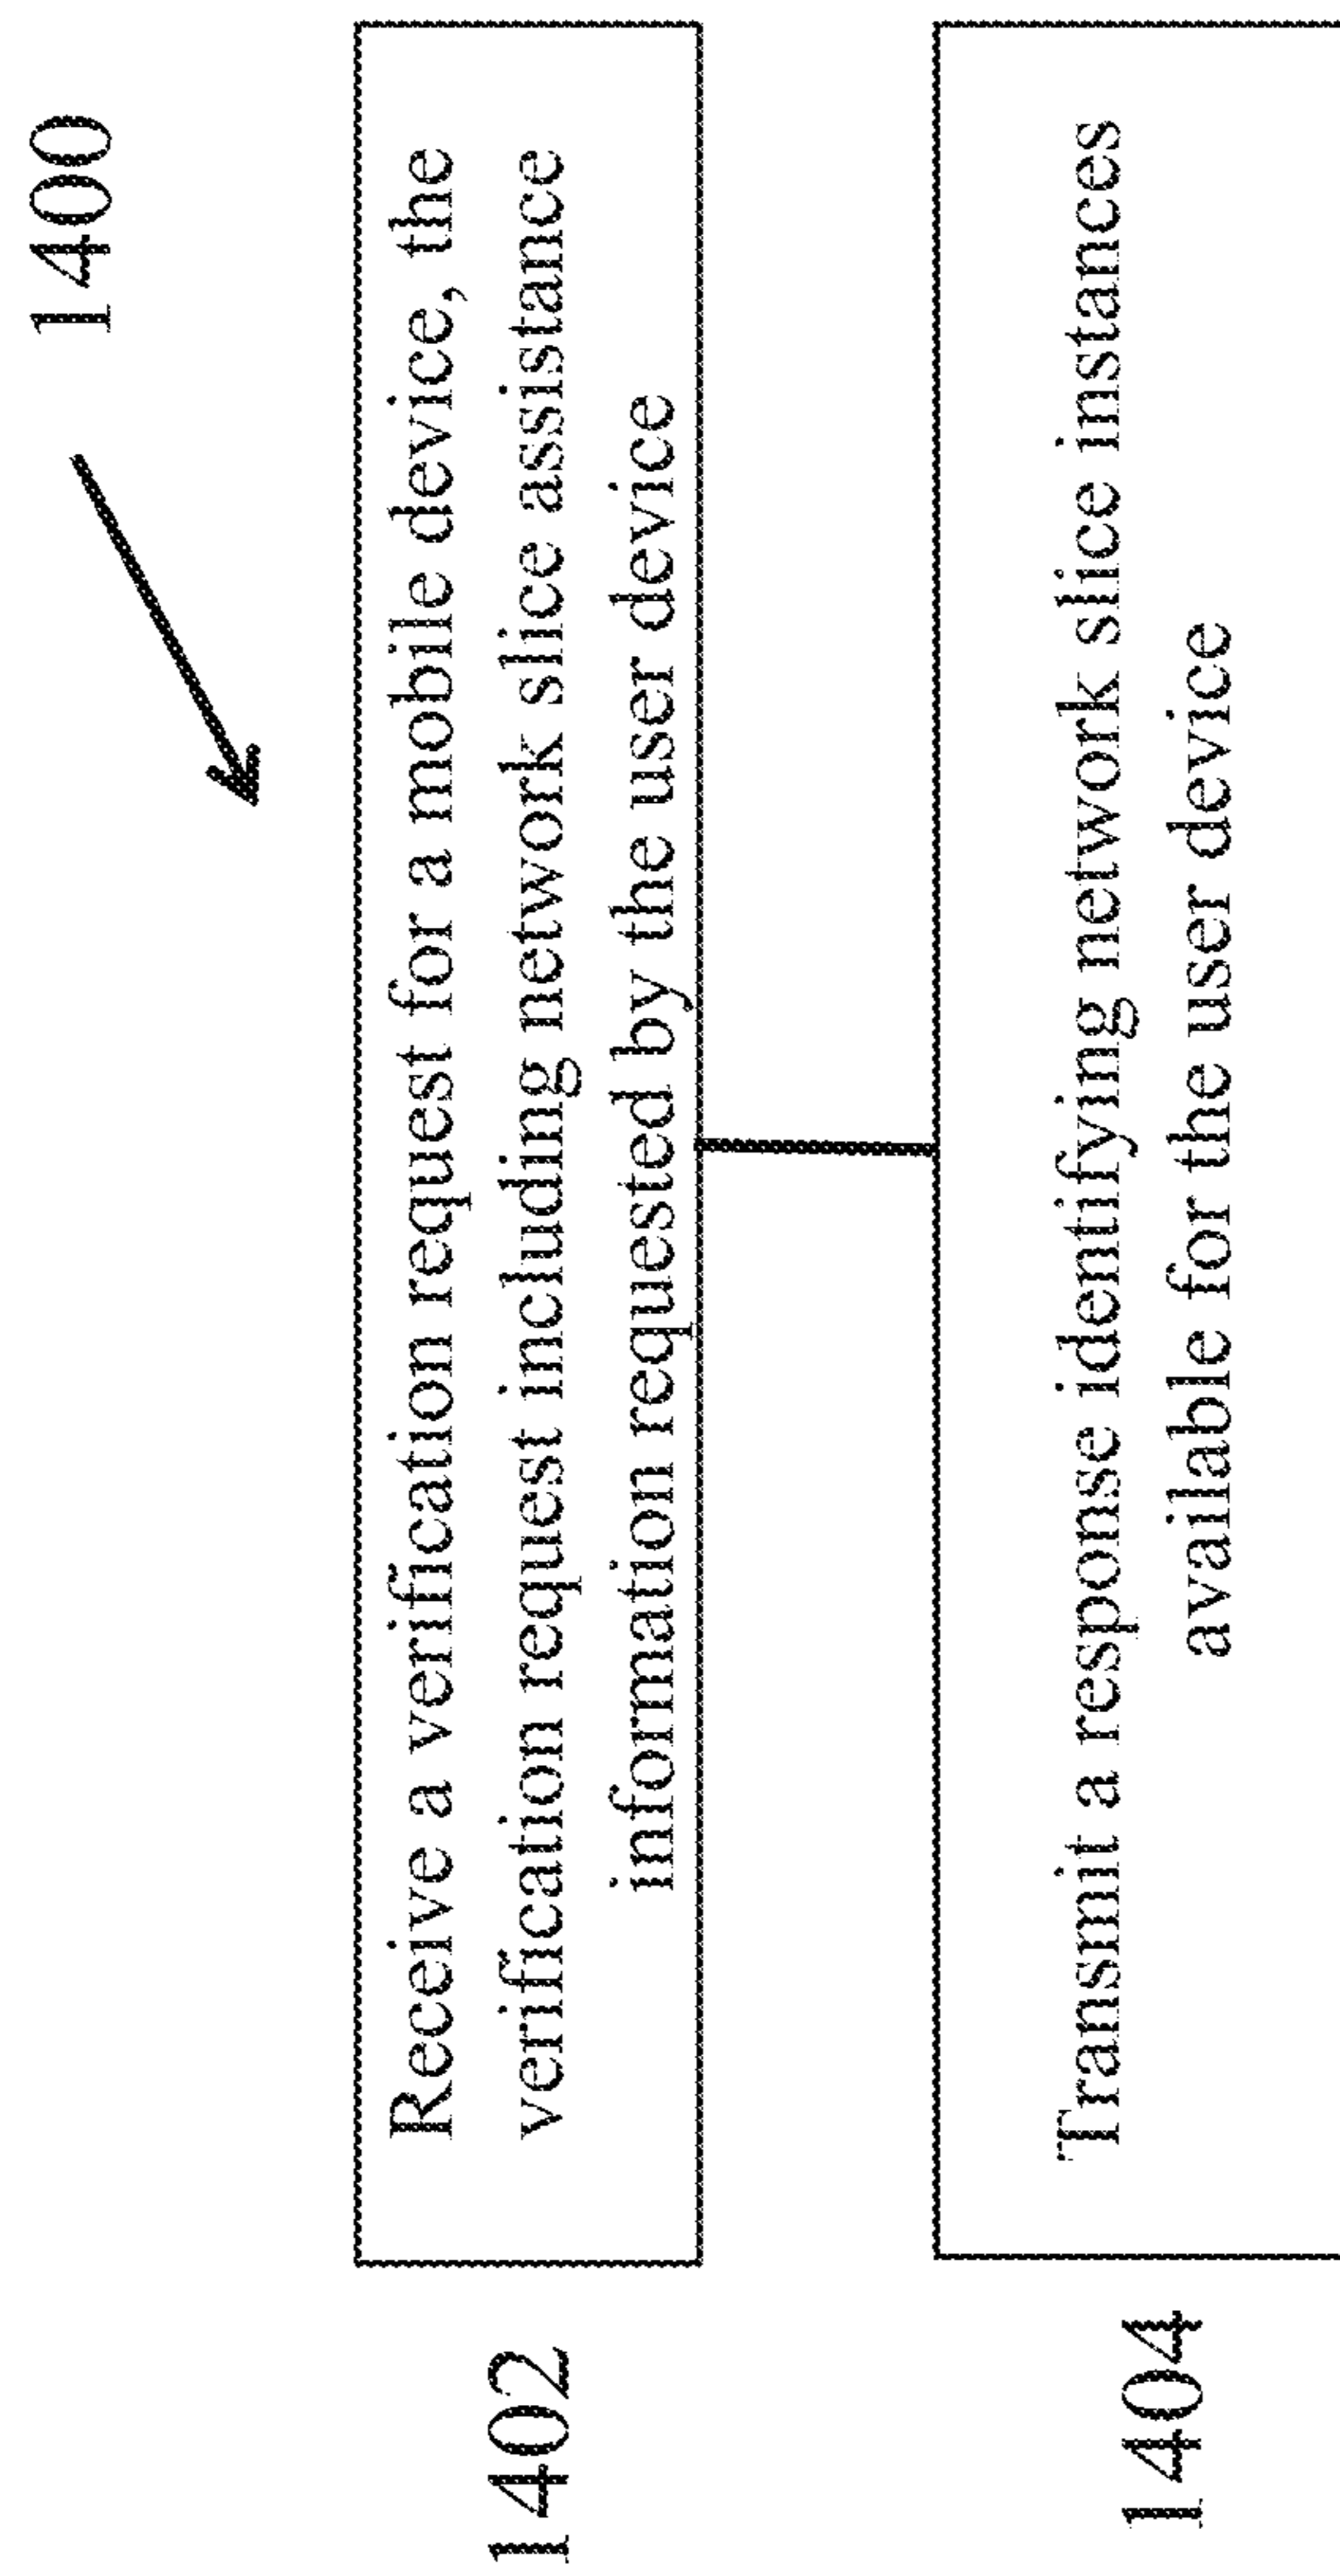 1400
1402
Receive a verification request for a mobile device, the
verification request including network slice assistance
information requested by the user device
1404
Transmit a response identifying network slice instances
available for the user device